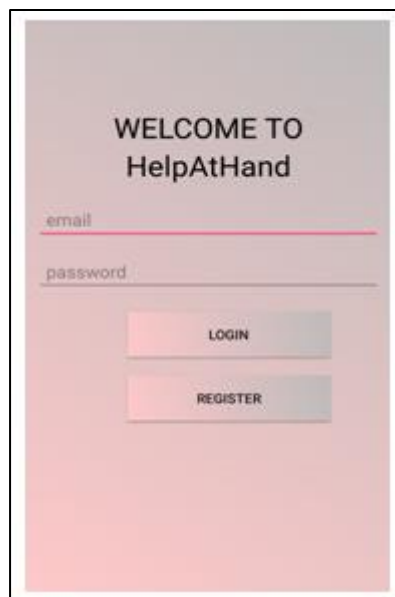 WELCOME TO
HelpAtHand
email
password
LOGIN
REGISTER